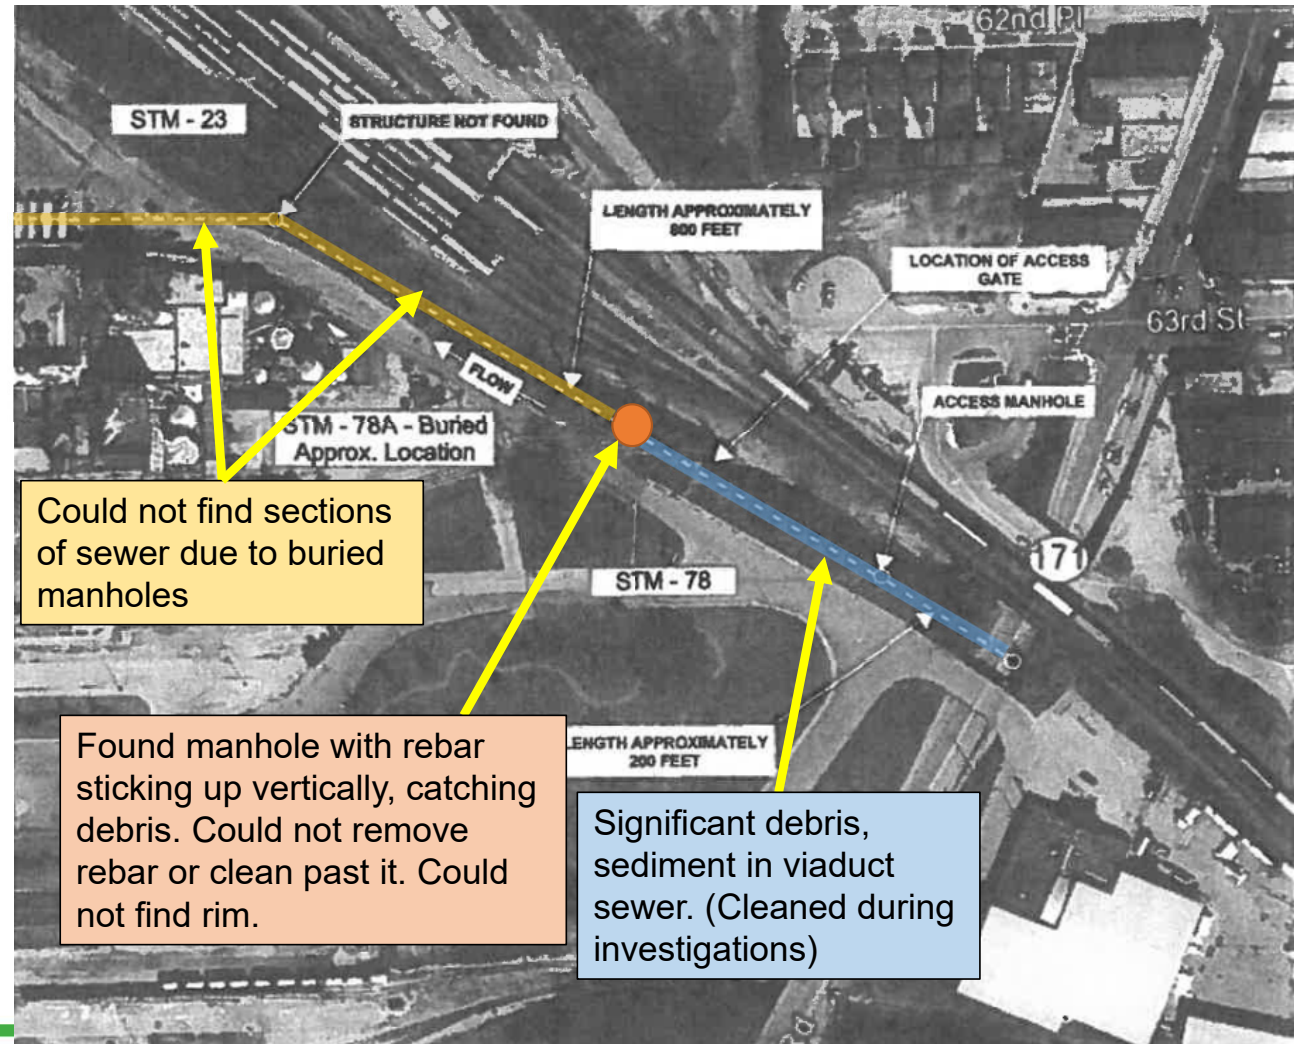 62nd Pl
STM - 23
STRUCTURE NOT FOUND
LENGTH APPROXIMATELY
800 FEET
LOCATION OF ACCESS
GATE
63rd St
FLOW
ACCESS MANHOLE
STM - 78A - Buried
Approx. Location
Could not find sections
of sewer due to buried
manholes
171
STM - 78
Found manhole with rebar
sticking up vertically, catching
debris. Could not remove
rebar or clean past it. Could
not find rim.
LENGTH APPROXIMATELY
200 FEET
Significant debris,
sediment in viaduct
sewer. (Cleaned during
investigations)